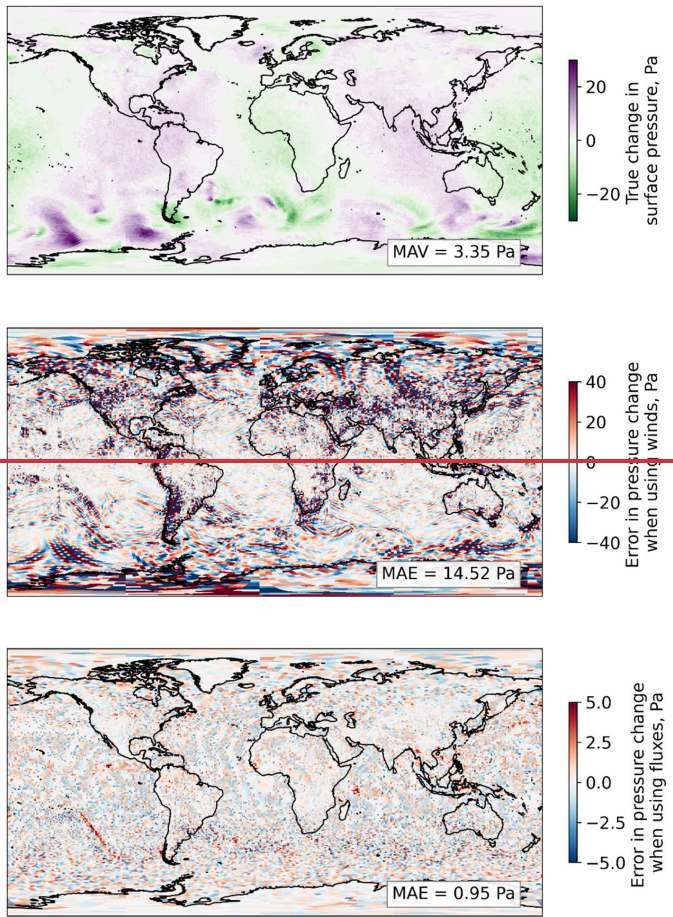 20
0
−20
True change in
surface pressure, Pa
MAV = 3.35 Pa
40
20
0
−20
−40
Error in pressure change
when using winds, Pa
MAE = 14.52 Pa
5.0
2.5
0.0
−2.5
−5.0
Error in pressure change
when using fluxes, Pa
MAE = 0.95 Pa